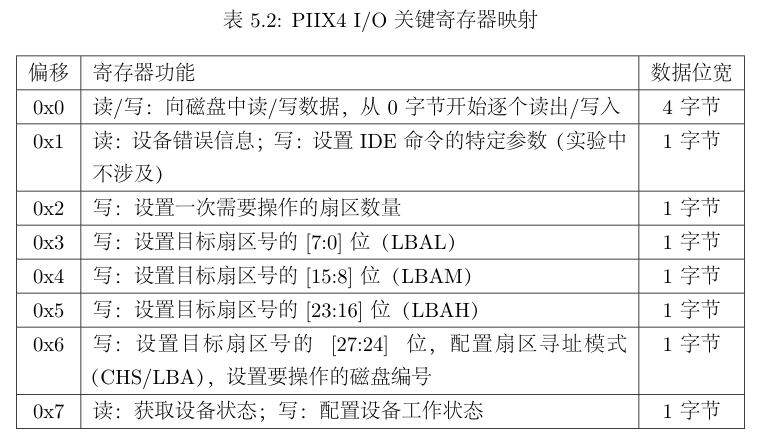 表 5.2: PIIX4 I/O 关键寄存器映射
偏移 寄存器功能 数据位宽
0x0 读/写：向磁盘中读/写数据，从 0 字节开始逐个读出/写入 4 字节
0x1 读：设备错误信息；写：设置 IDE 命令的特定参数 (实验中 1 字节
不涉及)
0x2 写：设置一次需要操作的扇区数量 1 字节
0x3 写：设置目标扇区号的 [7:0] 位（LBAL） 1 字节
0x4 写：设置目标扇区号的 [15:8] 位（LBAM） 1 字节
0x5 写：设置目标扇区号的 [23:16] 位（LBAH） 1 字节
0x6 写：设置目标扇区号的 [27:24] 位，配置扇区寻址模式 1 字节
(CHS/LBA)，设置要操作的磁盘编号
0x7 读：获取设备状态；写：配置设备工作状态 1 字节